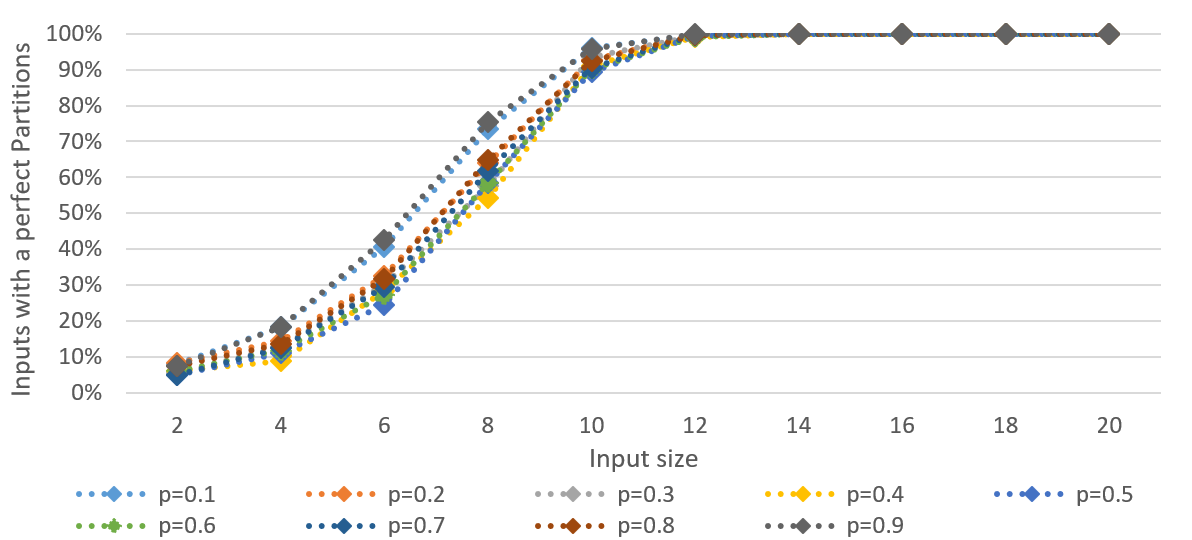 Inputs with a perfect Partitions
100%
90%
80%
70%
60%
50%
40%
30%
20%
10%
0%
2 4 6 8 10 12 14 16 18 20
Input size
p=0.1 p=0.2 p=0.3 p=0.4 p=0.5
p=0.6 p=0.7 p=0.8 p=0.9